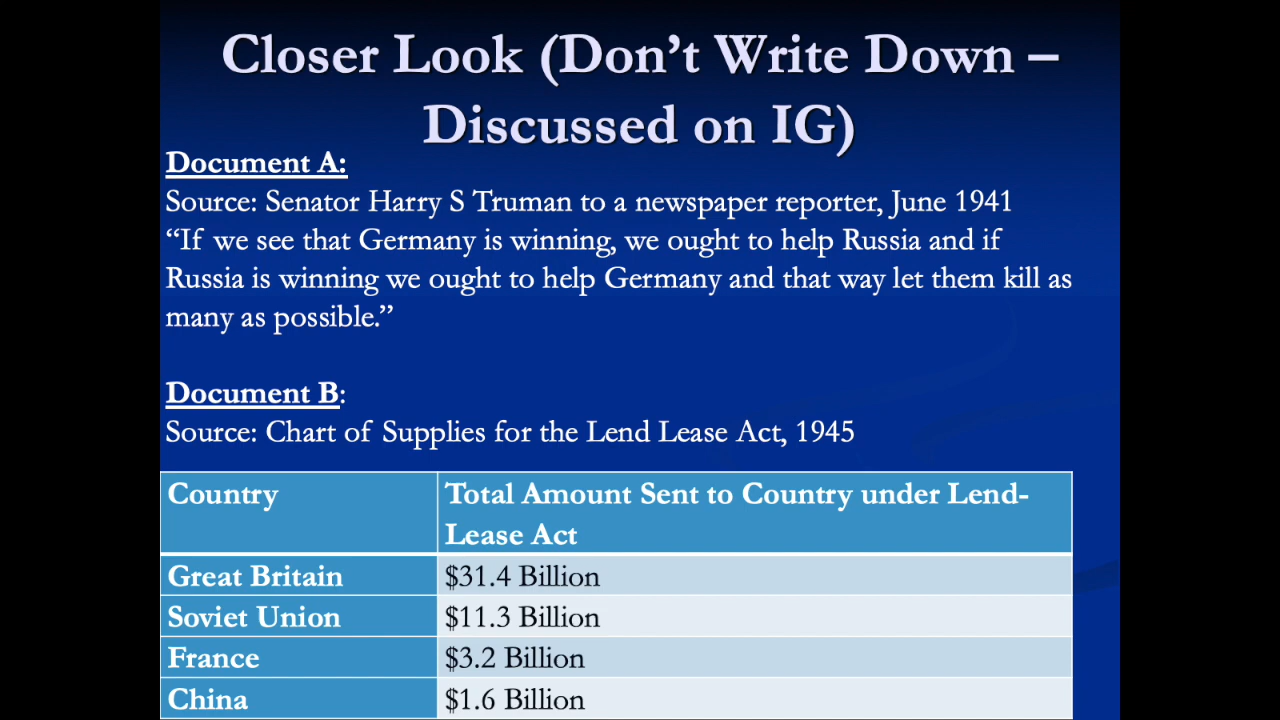 Closer Look (Don’t Write Down –
Discussed on IG)
Document A:
Source: Senator Harry S Truman to a newspaper reporter, June 1941
“If we see that Germany is winning, we ought to help Russia and if
Russia is winning we ought to help Germany and that way let them kill as
many as possible.”
Document B:
Source: Chart of Supplies for the Lend Lease Act, 1945
Country
Total Amount Sent to Country under Lend-
Lease Act
Great Britain $31.4 Billion
Soviet Union $11.3 Billion
France $3.2 Billion
China $1.6 Billion